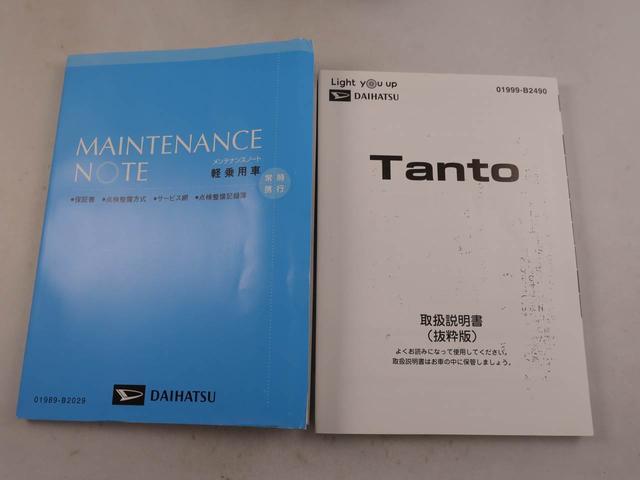 MAINTENANCE
NOTE
メンテナンスノート
軽乗用車
常時
携行
●保証書 ●点検整備方式 ●サービス網 ●点検整備記録簿
DAIHATSU
01989-B2029
Light you up
DAIHATSU
01999-B2490
Tanto
取扱説明書
(抜粋版)
よくお読みになって使用してください。
取扱説明書はお車の中に保管しましょう。